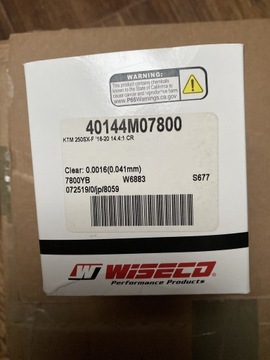 WARNING:
This product contains chemicals
known to the State of California
to cause cancer and birth defects
or other reproductive harm
www.P65Warnings.ca.gov
40144M07800
KTM 250SX-F '16-20 14.4:1 CR
Clear: 0.0016(0.041mm)
7800YB W6883 S677
072519/0/jp/8059
W WISECO
Performance Products